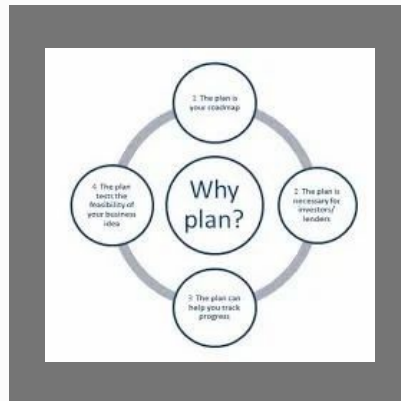 1 The plan is
your roadmap
Why
plan?
2 The plan is
necessary for
investors/
lenders
3 The plan can
help you track
progress
4 The plan
tests the
feasibility of
your business
idea